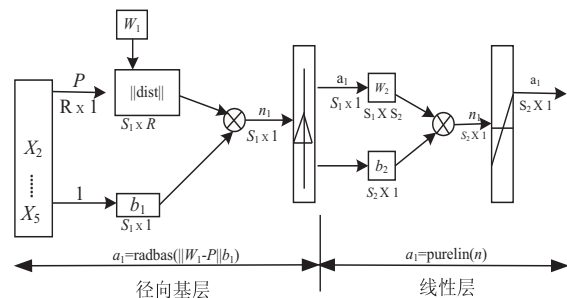 W₁
P
R x 1
||dist||
S₁ x R
X₂
......
X₅
1
b₁
S₁ x 1
n₁
S₁ x 1
a₁
S₁ x 1
W₂
S₁ X S₂
b₂
S₂ X 1
n₁
S₂ x 1
a₁
S₂ X 1
a₁=radbas(||W₁-P||b₁)
a₁=purelin(n)
径向基层
线性层